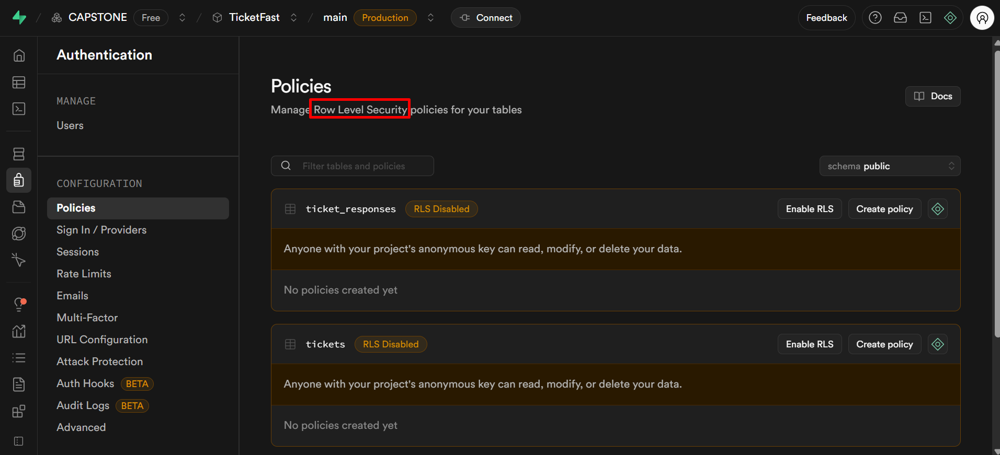 CAPSTONE Free TicketFast main Production Connect Feedback
Authentication
MANAGE
Users
CONFIGURATION
Policies
Sign In / Providers
Sessions
Rate Limits
Emails
Multi-Factor
URL Configuration
Attack Protection
Auth Hooks BETA
Audit Logs BETA
Advanced
Policies
Manage Row Level Security policies for your tables
Docs
Filter tables and policies
schema public
ticket_responses RLS Disabled Enable RLS Create policy
Anyone with your project's anonymous key can read, modify, or delete your data.
No policies created yet
tickets RLS Disabled Enable RLS Create policy
Anyone with your project's anonymous key can read, modify, or delete your data.
No policies created yet